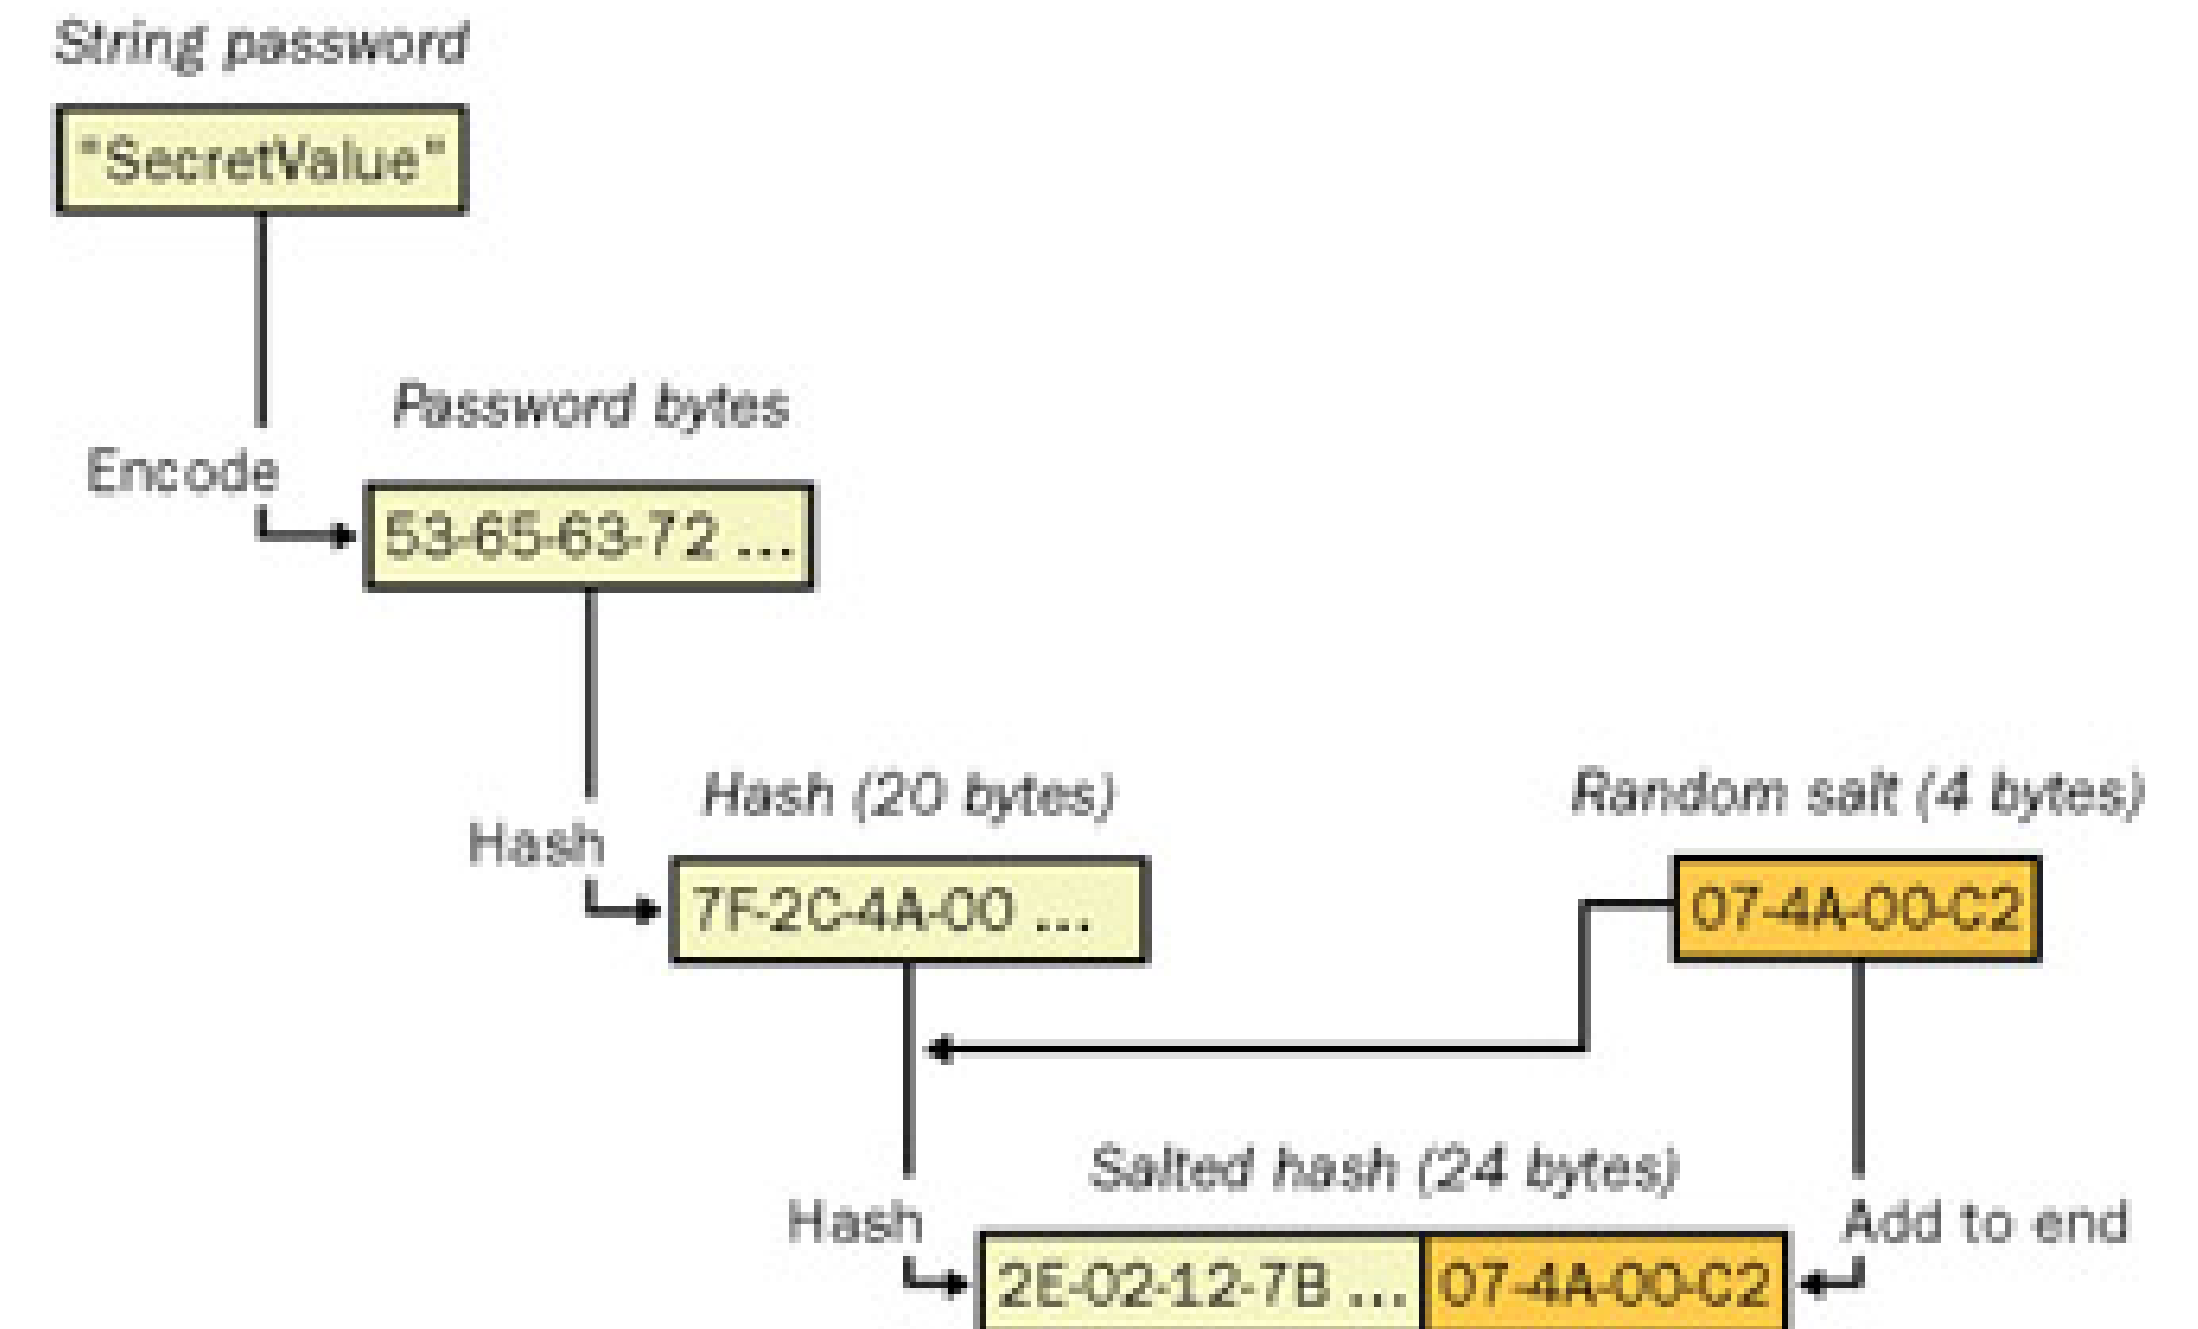 String password
"SecretValue"
Password bytes
Encode
53-65-63-72 ...
Hash (20 bytes)
Random salt (4 bytes)
Hash
7F-2C-4A-00 ...
07-4A-00-C2
Salted hash (24 bytes)
Hash
Add to end
2E-02-12-7B ...
07-4A-00-C2